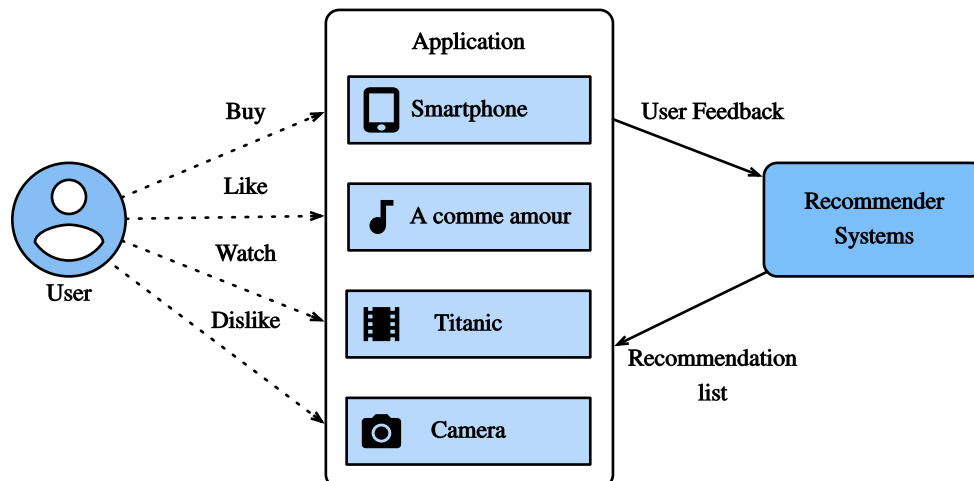 Application
Buy
Smartphone
User Feedback
Like
A comme amour
Recommender
Systems
Watch
User
Dislike
Titanic
Recommendation
list
Camera